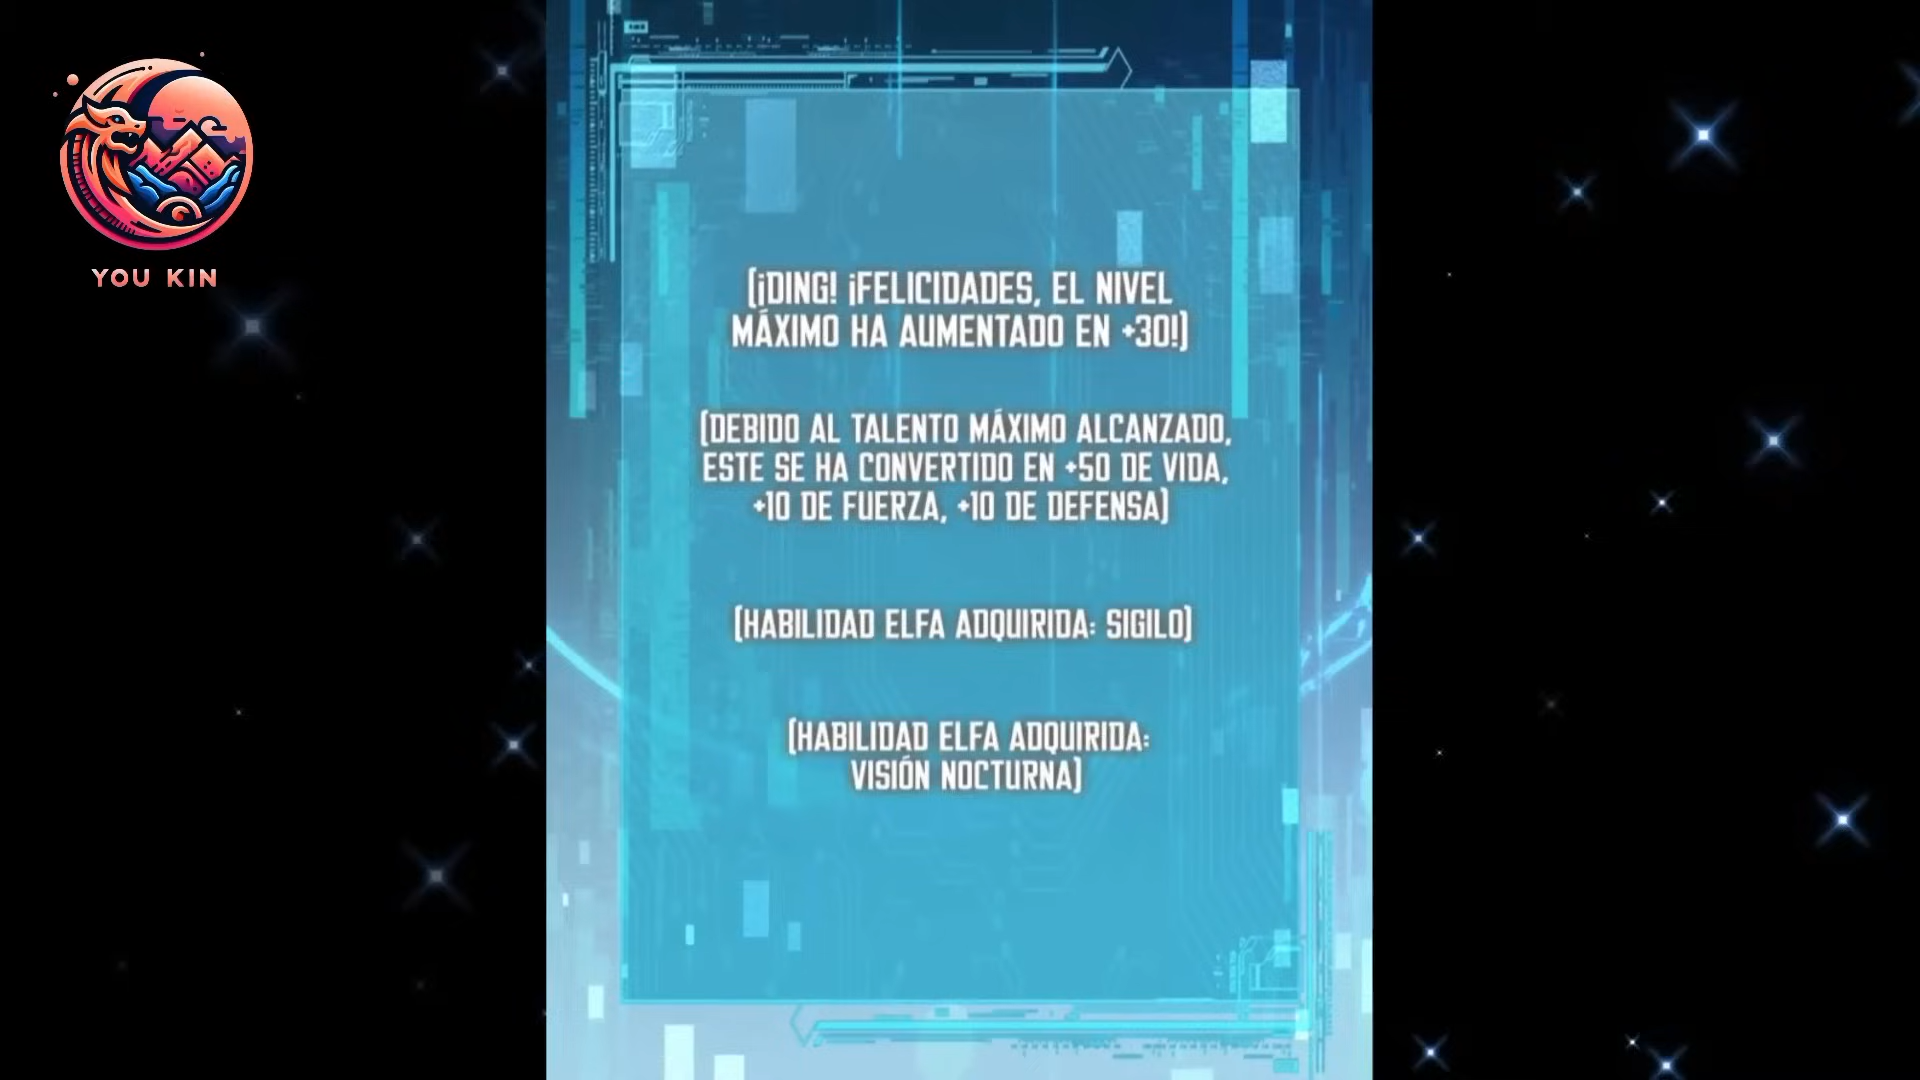 YOU KIN
(¡DING! ¡FELICIDADES, EL NIVEL
MÁXIMO HA AUMENTADO EN +30!)
(DEBIDO AL TALENTO MÁXIMO ALCANZADO,
ESTE SE HA CONVERTIDO EN +50 DE VIDA,
+10 DE FUERZA, +10 DE DEFENSA)
(HABILIDAD ELFA ADQUIRIDA: SIGILO)
(HABILIDAD ELFA ADQUIRIDA:
VISIÓN NOCTURNA)